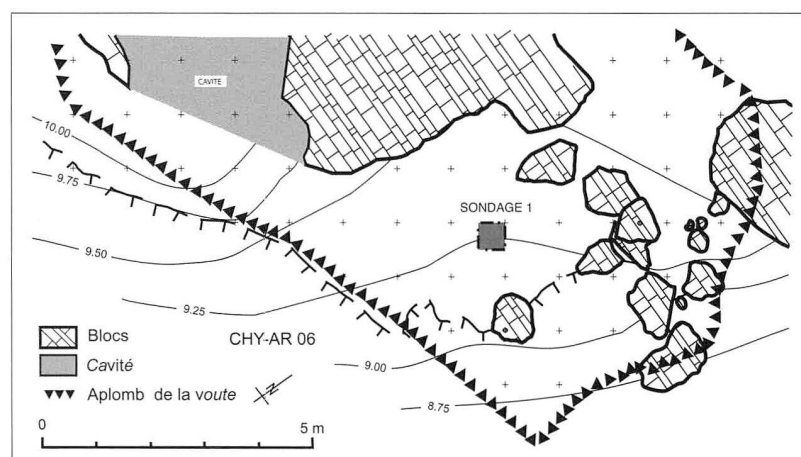 CAVITÉ
10.00
9.75
SONDAGE 1
9.50
9.25
Blocs
CHY-AR 06
Cavité
9.00
Aplomb de la voute
N
8.75
0 5 m